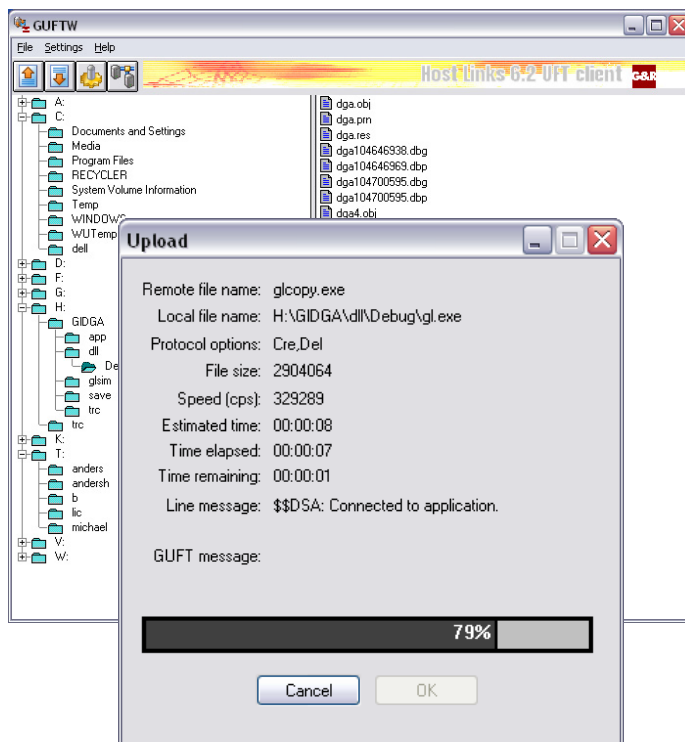 GUFTW
File Settings Help
Host Links 6.2 UFT client G&R
A:
C:
Documents and Settings
Media
Program Files
RECYCLER
System Volume Information
Temp
WINDOWS
WUTemp
dell
D:
F:
G:
H:
GIDGA
app
dll
De
glsim
save
trc
trc
K:
T:
anders
andersh
b
lic
michael
V:
W:
dga.obj
dga.prn
dga.res
dga104646938.dbg
dga104646969.dbp
dga104700595.dbg
dga104700595.dbp
dga4.obj
Upload
Remote file name: glcopy.exe
Local file name: H:\GIDGA\dll\Debug\gl.exe
Protocol options: Cre,Del
File size: 2904064
Speed (cps): 329289
Estimated time: 00:00:08
Time elapsed: 00:00:07
Time remaining: 00:00:01
Line message: $$DSA: Connected to application.
GUFT message:
79%
Cancel OK